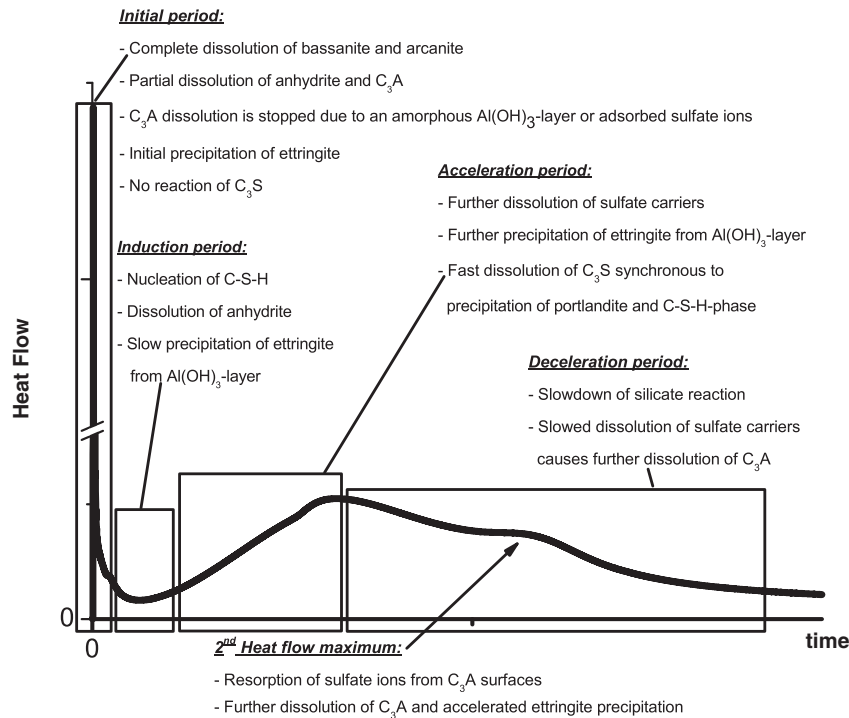 Initial period:
- Complete dissolution of bassanite and arcanite
- Partial dissolution of anhydrite and C₃A
- C₃A dissolution is stopped due to an amorphous Al(OH)₃-layer or adsorbed sulfate ions
- Initial precipitation of ettringite
- No reaction of C₃S
Acceleration period:
- Further dissolution of sulfate carriers
- Further precipitation of ettringite from Al(OH)₃-layer
- Fast dissolution of C₃S synchronous to
precipitation of portlandite and C-S-H-phase
Induction period:
- Nucleation of C-S-H
- Dissolution of anhydrite
- Slow precipitation of ettringite
from Al(OH)₃-layer
Deceleration period:
- Slowdown of silicate reaction
- Slowed dissolution of sulfate carriers
causes further dissolution of C₃A
Heat Flow
0
0
time
2nd Heat flow maximum:
- Resorption of sulfate ions from C₃A surfaces
- Further dissolution of C₃A and accelerated ettringite precipitation